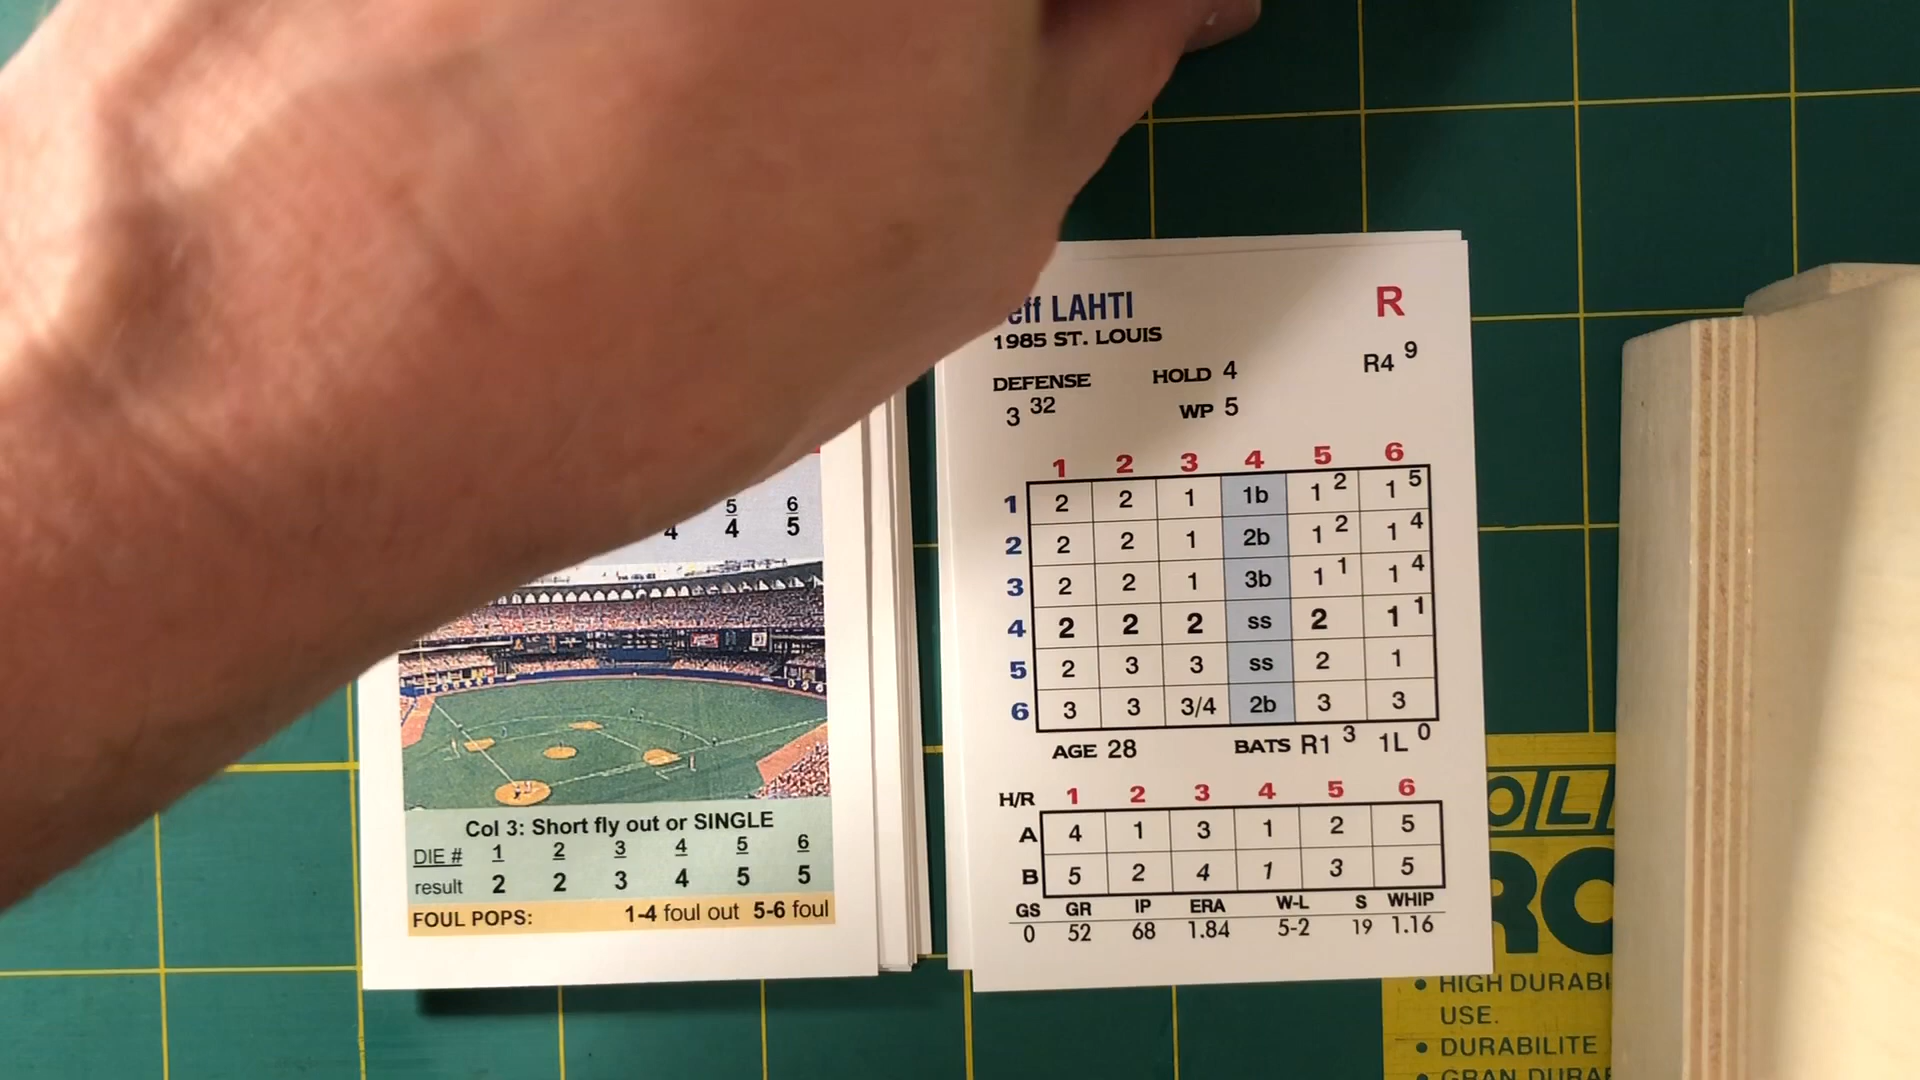 5 6
4 4 5
Col 3: Short fly out or SINGLE
DIE # 1 2 3 4 5 6
result 2 2 3 4 5 5
FOUL POPS: 1-4 foul out 5-6 foul
eff LAHTI R
1985 ST. LOUIS
DEFENSE HOLD 4 R4 9
3 32 WP 5
1 2 3 4 5 6
1 2 2 1 1b 1 2 1 5
2 2 2 1 2b 1 2 1 4
3 2 2 1 3b 1 1 1 4
4 2 2 2 ss 2 1 1
5 2 3 3 ss 2 1
6 3 3 3/4 2b 3 3
AGE 28 BATS R1 3 1L 0
H/R 1 2 3 4 5 6
A 4 1 3 1 2 5
B 5 2 4 1 3 5
GS GR IP ERA W-L S WHIP
0 52 68 1.84 5-2 19 1.16
OL
RO
• HIGH DURABI
USE.
• DURABILITE
• GRAN DURA